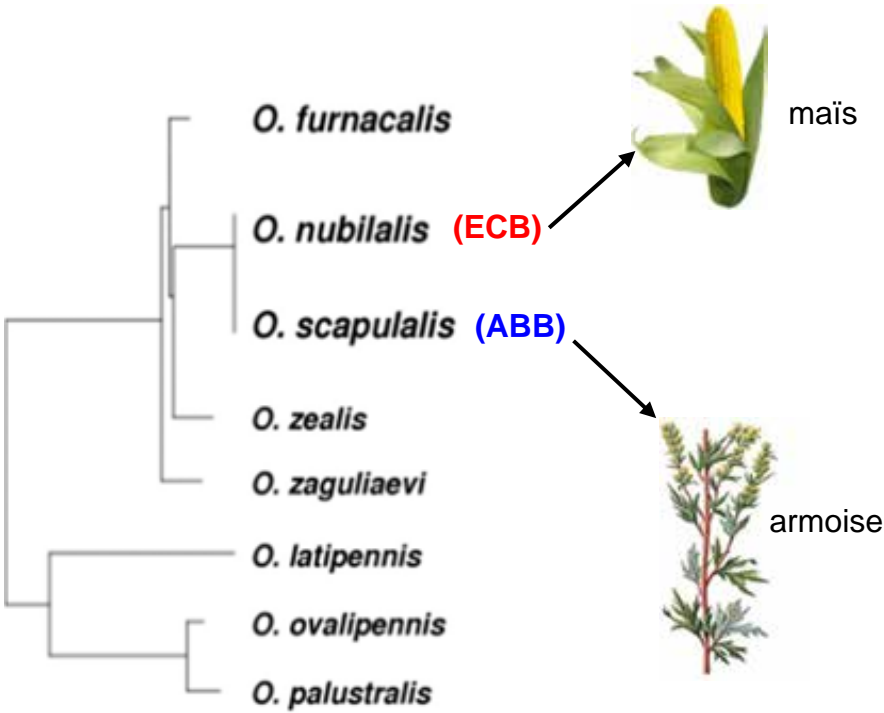 maïs
O. furnacalis
O. nubilalis (ECB)
O. scapulalis (ABB)
O. zealis
O. zaguliaevi
armoise
O. latipennis
O. ovalipennis
O. palustralis